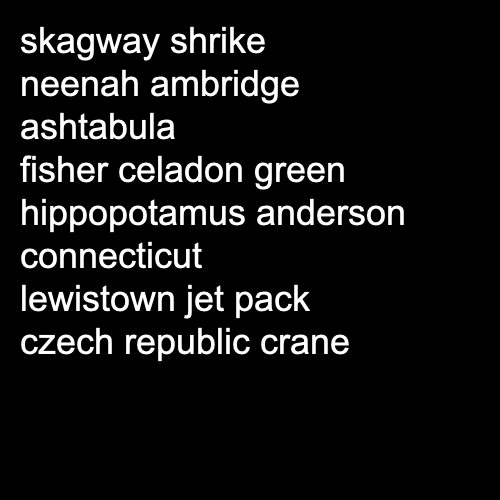 skagway shrike
neenah ambridge
ashtabula
fisher celadon green
hippopotamus anderson
connecticut
lewistown jet pack
czech republic crane